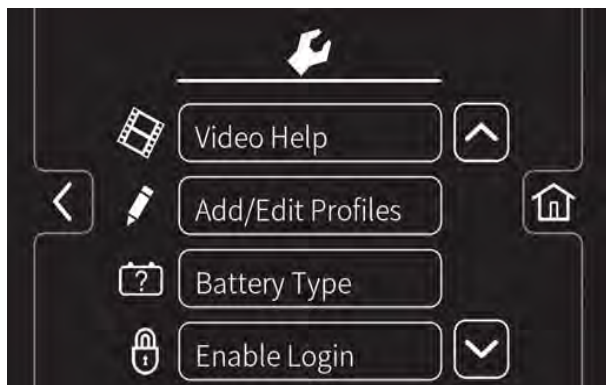 Video Help
Add/Edit Profiles
?
Battery Type
Enable Login